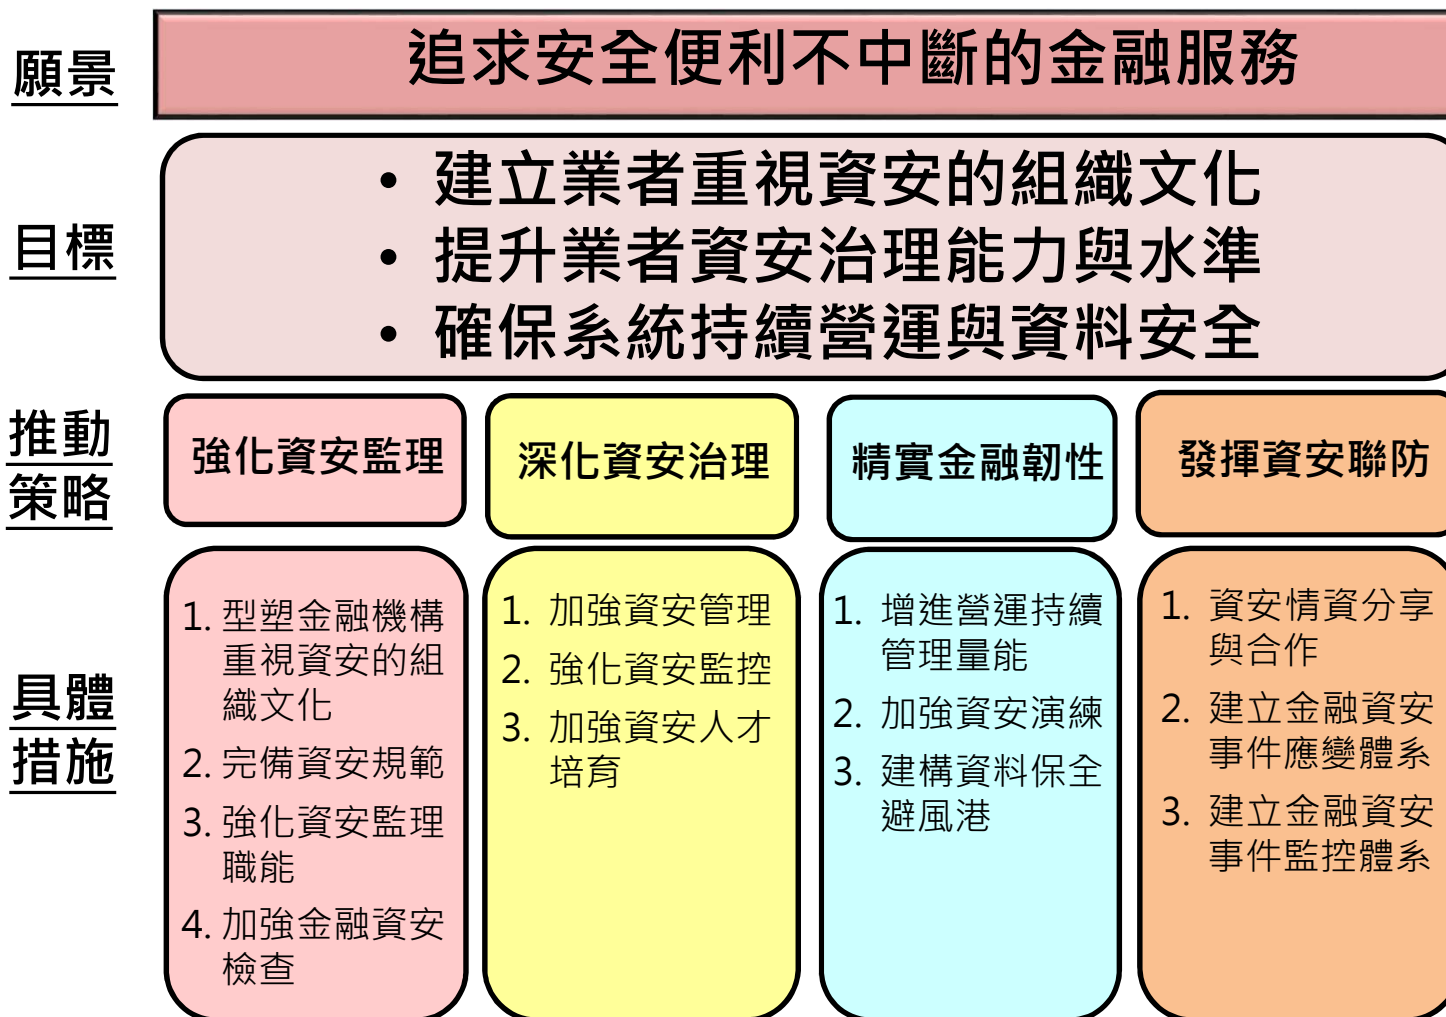 願景
追求安全便利不中斷的金融服務
目標
• 建立業者重視資安的組織文化
• 提升業者資安治理能力與水準
• 確保系統持續營運與資料安全
推動
策略
強化資安監理
深化資安治理
精實金融韌性
發揮資安聯防
具體
措施
1. 型塑金融機構
重視資安的組
織文化
2. 完備資安規範
3. 強化資安監理
職能
4. 加強金融資安
檢查
1. 加強資安管理
2. 強化資安監控
3. 加強資安人才
培育
1. 增進營運持續
管理量能
2. 加強資安演練
3. 建構資料保全
避風港
1. 資安情資分享
與合作
2. 建立金融資安
事件應變體系
3. 建立金融資安
事件監控體系